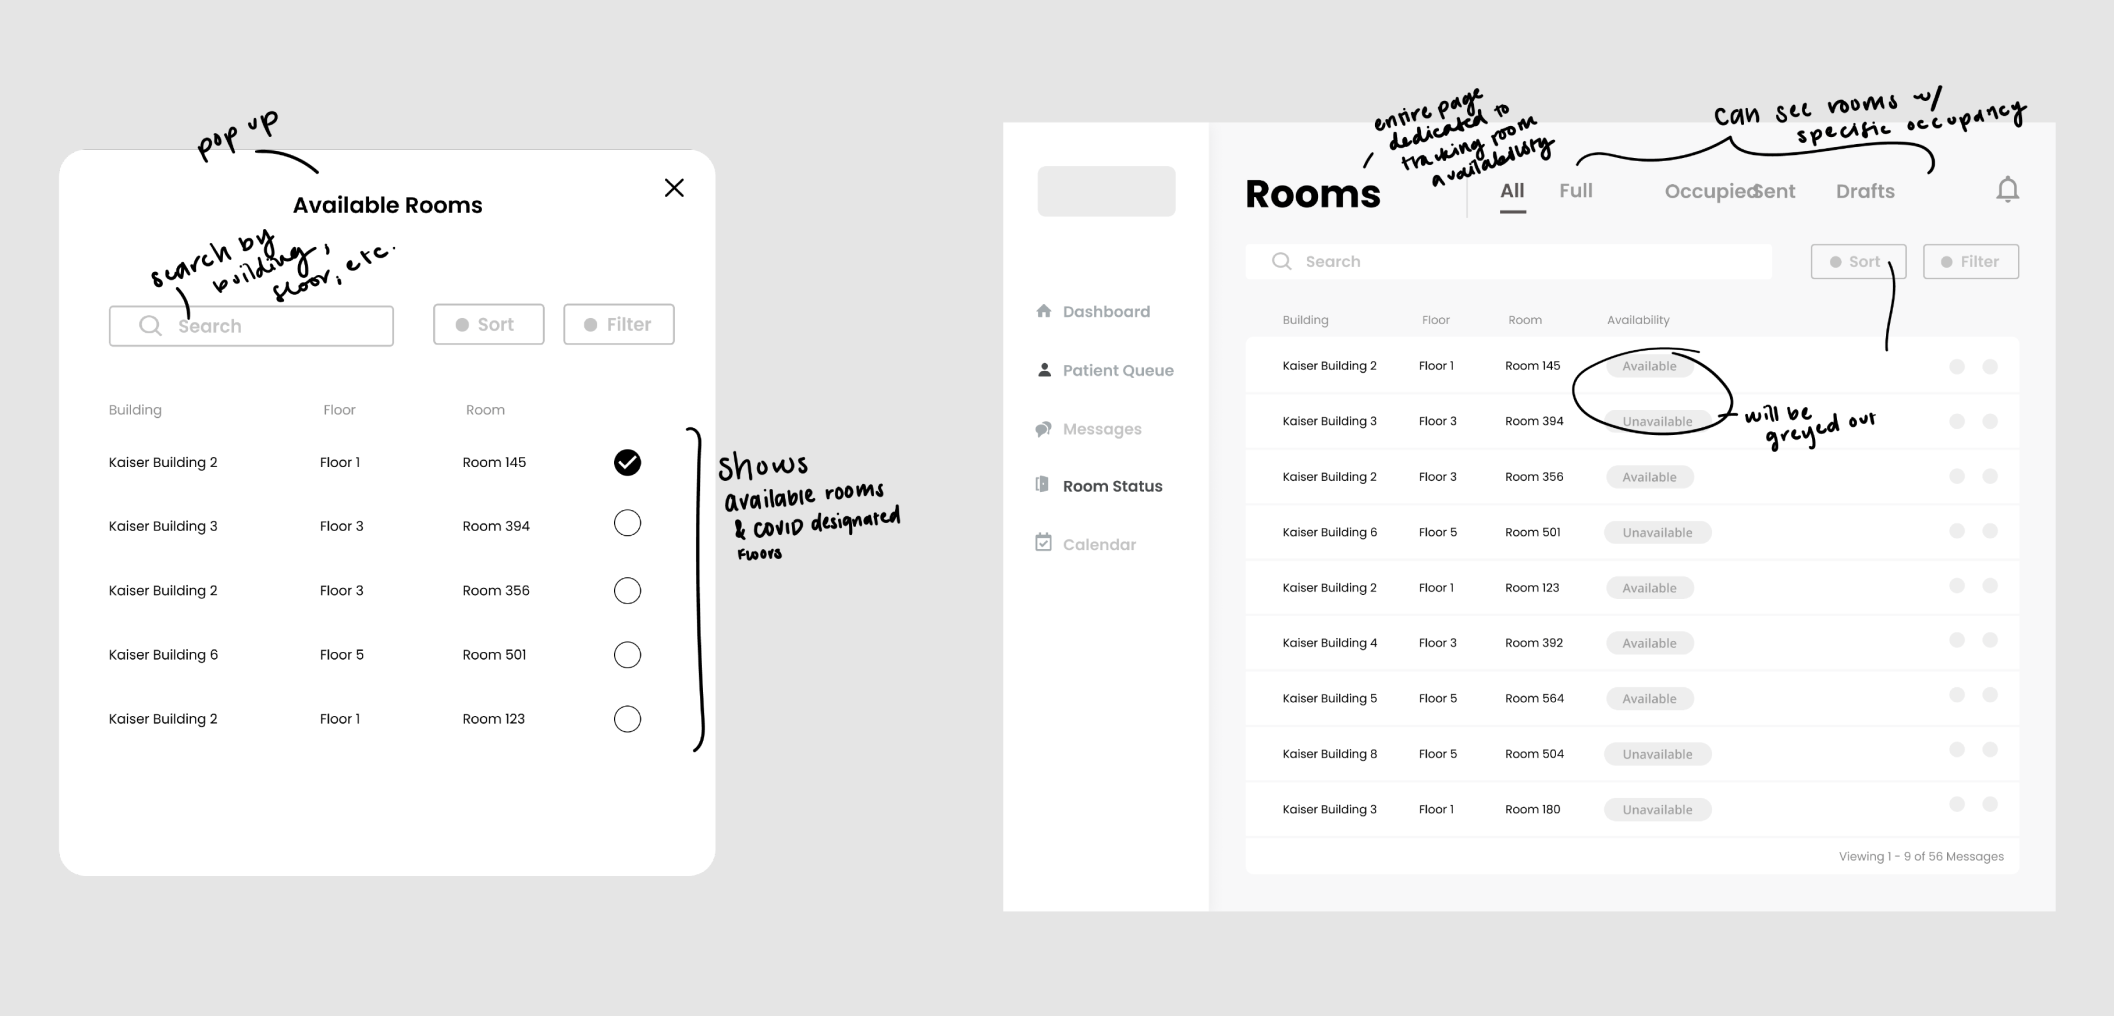 pop up
Available Rooms
search by
building,
floor, etc.
Search
Sort
Filter
Building Floor Room
Kaiser Building 2 Floor 1 Room 145
Kaiser Building 3 Floor 3 Room 394
Kaiser Building 2 Floor 3 Room 356
Kaiser Building 6 Floor 5 Room 501
Kaiser Building 2 Floor 1 Room 123
Shows
available rooms
& COVID designated
Floors
Dashboard
Patient Queue
Messages
Room Status
Calendar
entire page
dedicated to
tracking room
availability
can see rooms w/
specific occupancy
Rooms
All Full Occupied Sent Drafts
Search
Sort
Filter
Building Floor Room Availability
Kaiser Building 2 Floor 1 Room 145 Available
Kaiser Building 3 Floor 3 Room 394 Unavailable
will be
greyed out
Kaiser Building 2 Floor 3 Room 356 Available
Kaiser Building 6 Floor 5 Room 501 Unavailable
Kaiser Building 2 Floor 1 Room 123 Available
Kaiser Building 4 Floor 3 Room 392 Available
Kaiser Building 5 Floor 5 Room 564 Available
Kaiser Building 8 Floor 5 Room 504 Unavailable
Kaiser Building 3 Floor 1 Room 180 Unavailable
Viewing 1 - 9 of 56 Messages